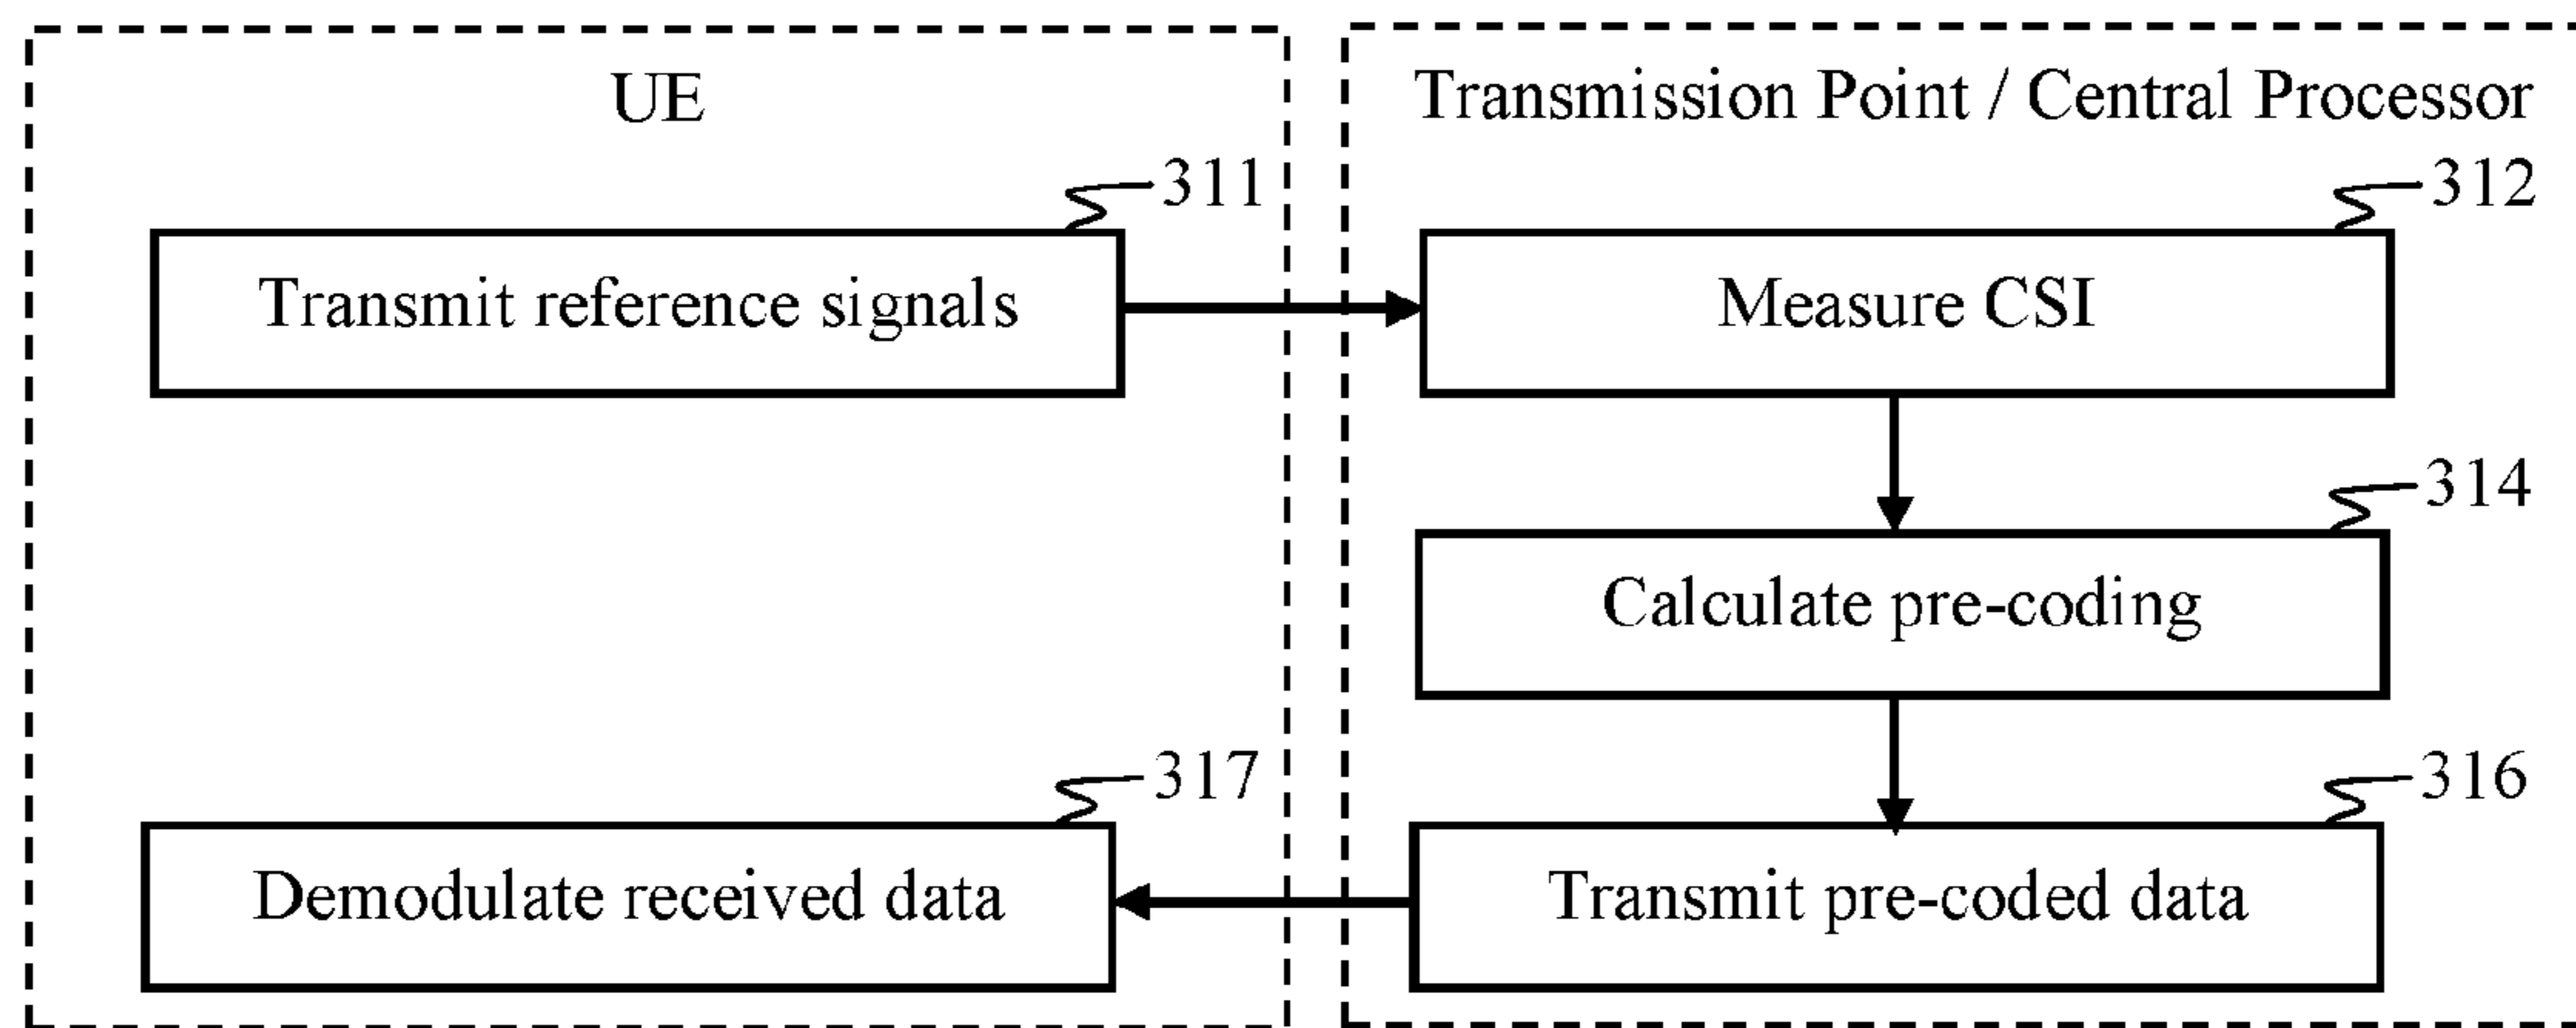 UE
Transmission Point / Central Processor
311
312
Transmit reference signals
Measure CSI
314
Calculate pre-coding
317
316
Demodulate received data
Transmit pre-coded data